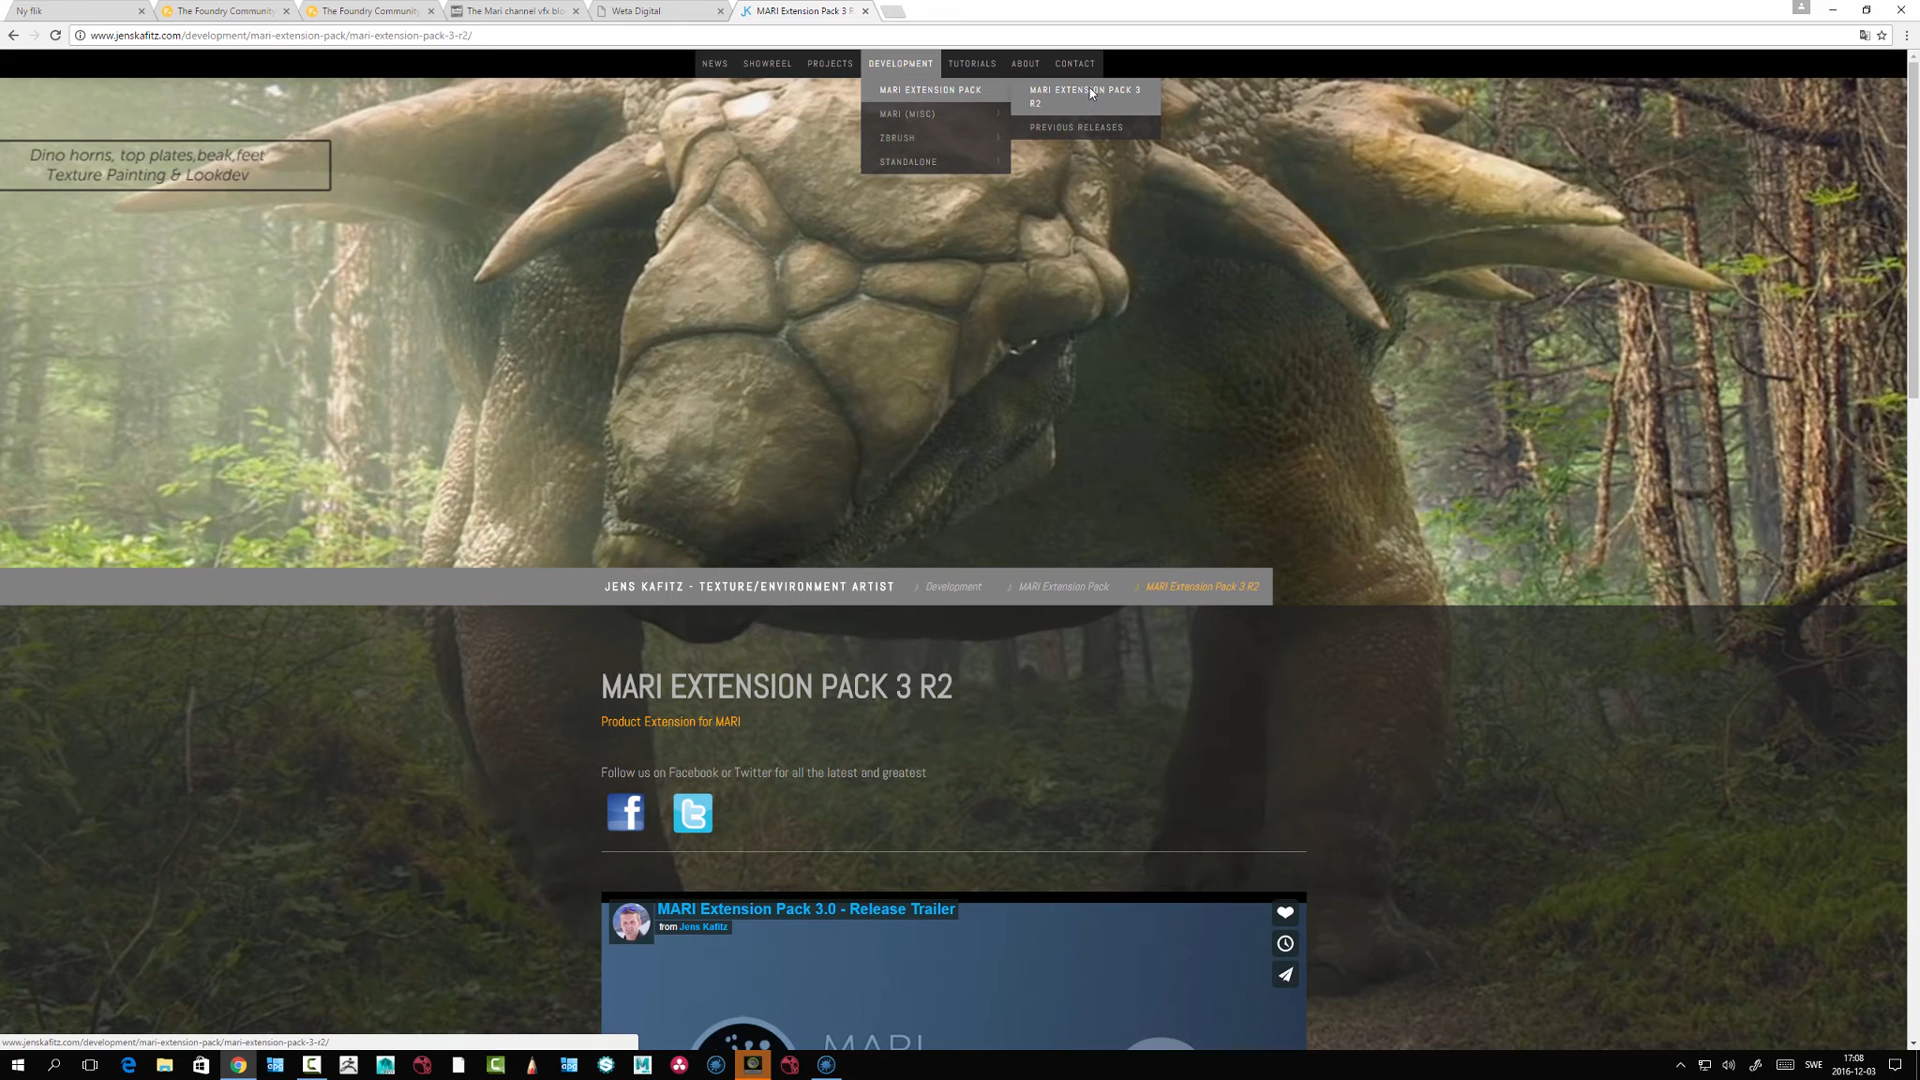 Ny flik
The Foundry Community
The Foundry Community
The Mari channel vfx blo
Weta Digital
MARI Extension Pack 3 R
www.jenskafitz.com/development/mari-extension-pack/mari-extension-pack-3-r2/
NEWS SHOWREEL PROJECTS DEVELOPMENT TUTORIALS ABOUT CONTACT
MARI EXTENSION PACK
MARI (MISC)
ZBRUSH
STANDALONE
MARI EXTENSION PACK 3
R2
PREVIOUS RELEASES
Dino horns, top plates,beak,feet
Texture Painting & Lookdev
JENS KAFITZ - TEXTURE/ENVIRONMENT ARTIST Development MARI Extension Pack MARI Extension Pack 3 R2
MARI EXTENSION PACK 3 R2
Product Extension for MARI
Follow us on Facebook or Twitter for all the latest and greatest
MARI Extension Pack 3.0 - Release Trailer
from Jens Kafitz
MARI
www.jenskafitz.com/development/mari-extension-pack/mari-extension-pack-3-r2/
SWE
17:08
2016-12-03